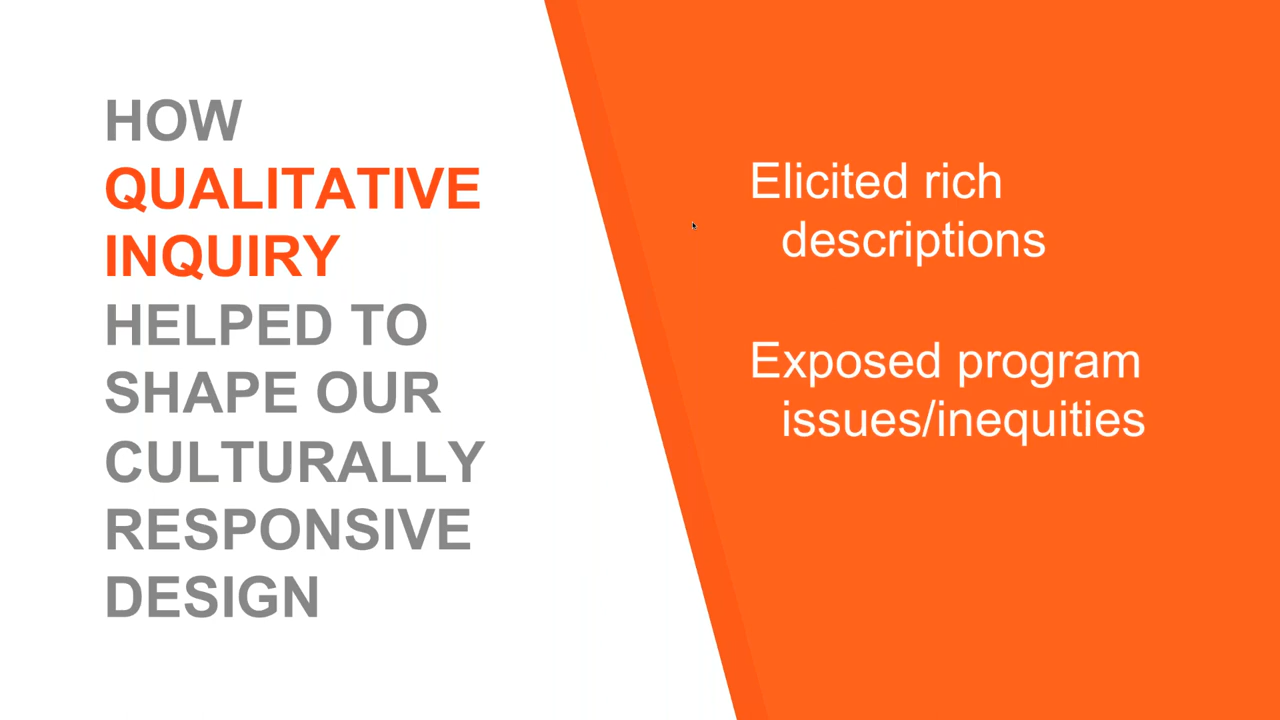 HOW
QUALITATIVE
INQUIRY
HELPED TO
SHAPE OUR
CULTURALLY
RESPONSIVE
DESIGN
Elicited rich
descriptions
Exposed program
issues/inequities